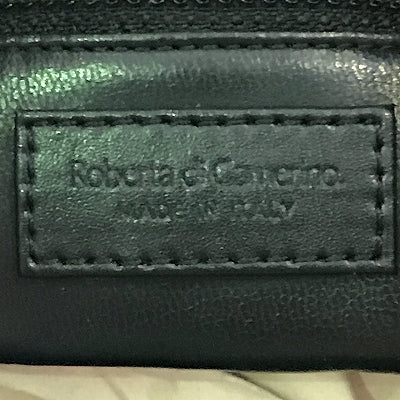 Roberta di Camerino.
MADE IN ITALY